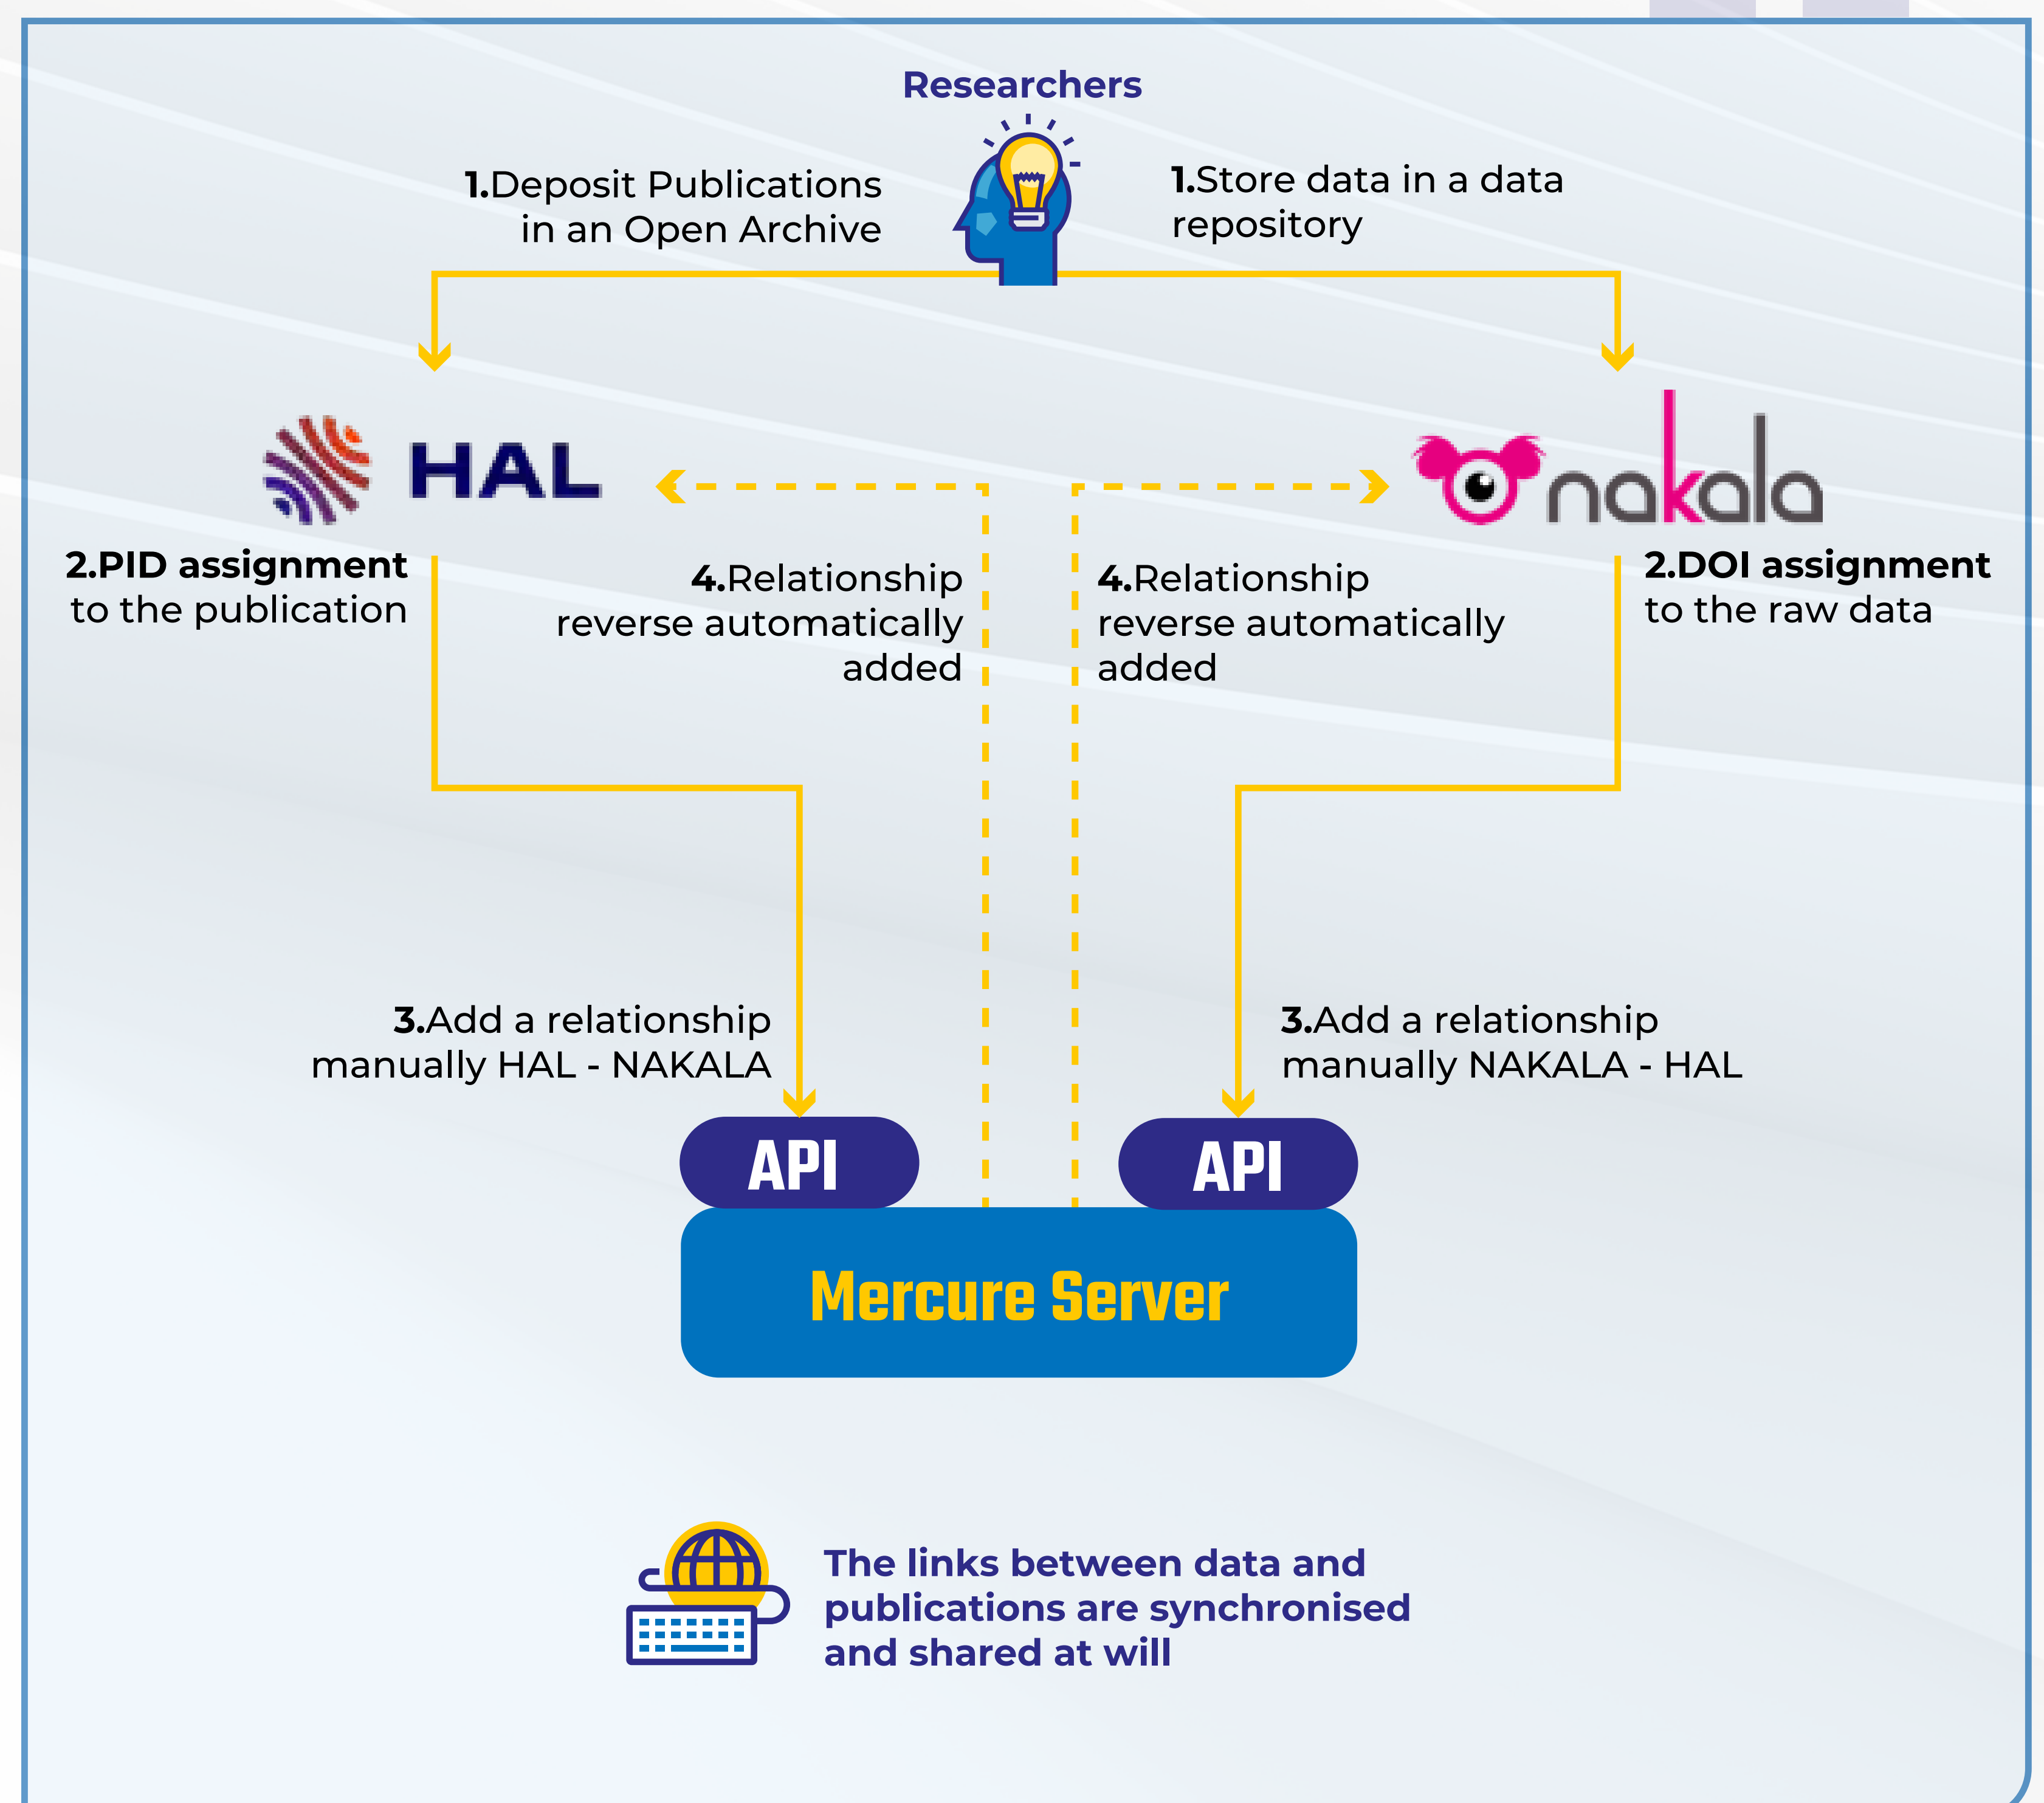 Researchers
1.Deposit Publications
in an Open Archive
1.Store data in a data
repository
HAL
nakala
2.PID assignment
to the publication
4.Relationship
reverse automatically
added
4.Relationship
reverse automatically
added
2.DOI assignment
to the raw data
3.Add a relationship
manually HAL - NAKALA
3.Add a relationship
manually NAKALA - HAL
API
API
Mercure Server
The links between data and
publications are synchronised
and shared at will